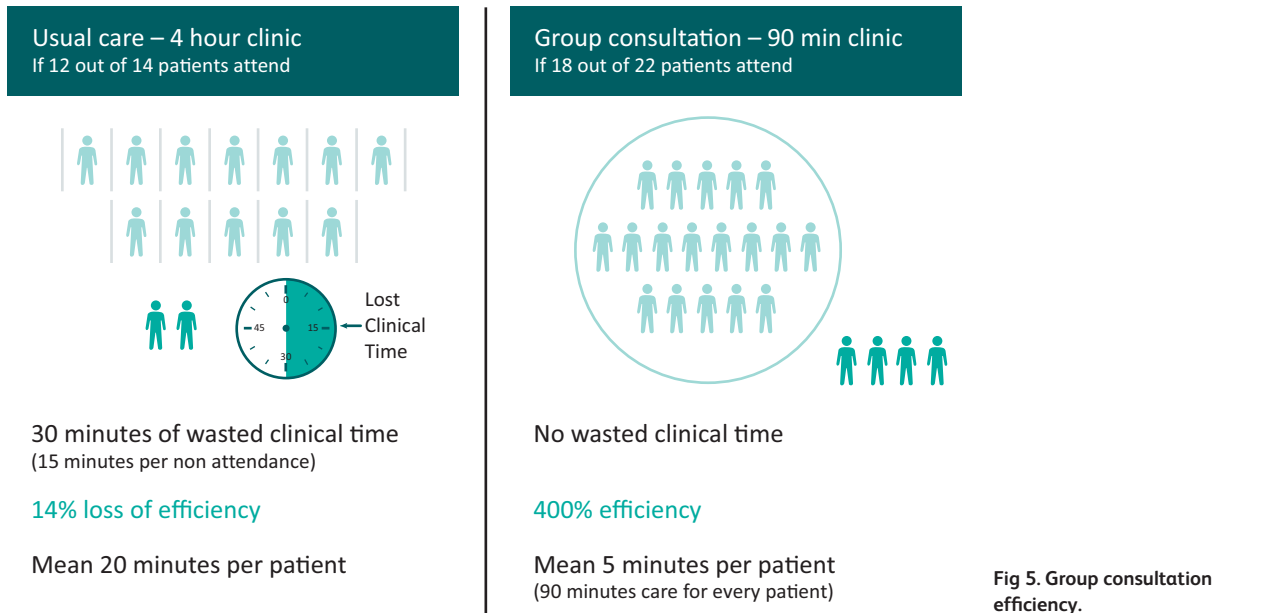 Usual care – 4 hour clinic
If 12 out of 14 patients attend
0
15
30
45
Lost
Clinical
Time
30 minutes of wasted clinical time
(15 minutes per non attendance)
14% loss of efficiency
Mean 20 minutes per patient
Group consultation – 90 min clinic
If 18 out of 22 patients attend
No wasted clinical time
400% efficiency
Mean 5 minutes per patient
(90 minutes care for every patient)
Fig 5. Group consultation
efficiency.